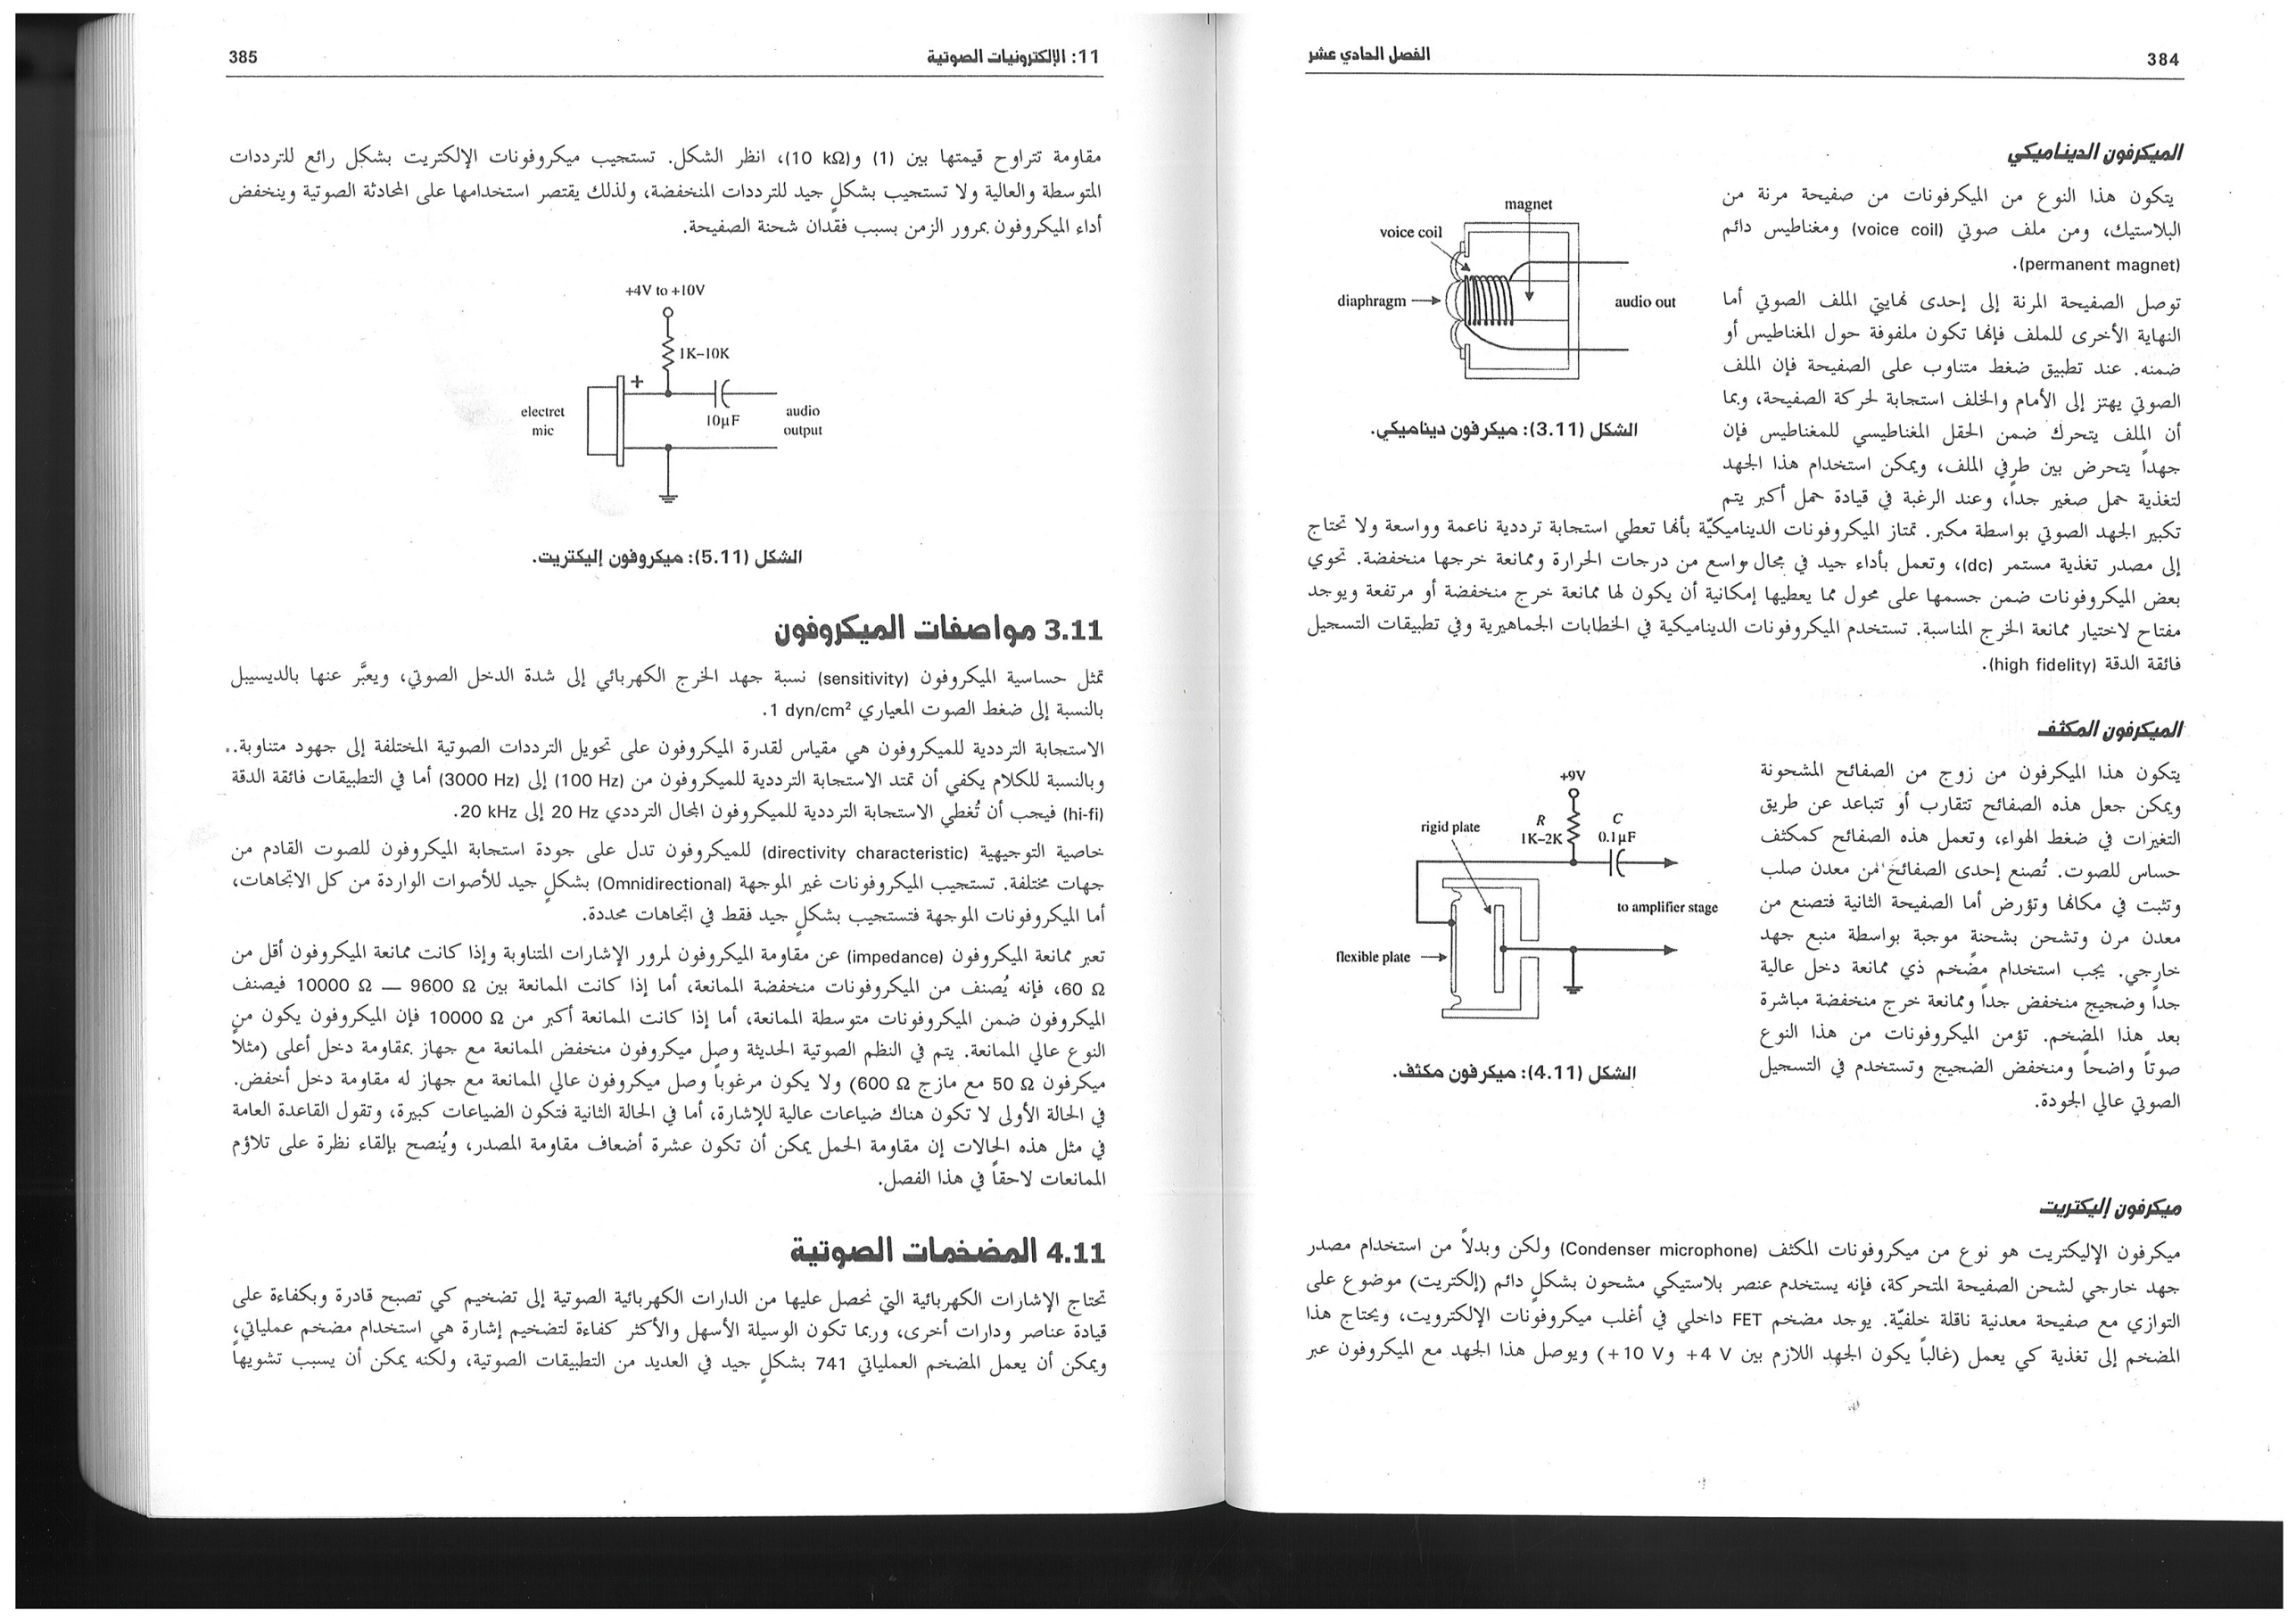 384
الفصل الحادي عشر
الميكرفون الديناميكي
يتكون هذا النوع من الميكرفونات من صفيحة مرنة من
البلاستيك، ومن ملف صوتي (voice coil) ومغناطيس دائم
(permanent magnet).
توصل الصفيحة المرنة إلى إحدى نهايتي الملف الصوتي أما
النهاية الأخرى للملف فإنها تكون ملفوفة حول المغناطيس أو
ضمنه. عند تطبيق ضغط متناوب على الصفيحة فإن الملف
الصوتي يهتز إلى الأمام والخلف استجابة لحركة الصفيحة، وبما
أن الملف يتحرك ضمن الحقل المغناطيسي للمغناطيس فإن
جهداً يتحرض بين طرفي الملف، ويمكن استخدام هذا الجهد
لتغذية حمل صغير جداً، وعند الرغبة في قيادة حمل أكبر يتم
magnet
voice coil
diaphragm
audio out
الشكل (3.11): ميكرفون ديناميكي.
تكبير الجهد الصوتي بواسطة مكبر. تمتاز الميكروفونات الديناميكيّة بأنها تعطي استجابة ترددية ناعمة وواسعة ولا تحتاج
إلى مصدر تغذية مستمر (dc)، وتعمل بأداء جيد في مجال واسع من درجات الحرارة وممانعة خرجها منخفضة. تحوي
بعض الميكروفونات ضمن جسمها على محول مما يعطيها إمكانية أن يكون لها ممانعة خرج منخفضة أو مرتفعة ويوجد
مفتاح لاختيار ممانعة الخرج المناسبة. تستخدم الميكروفونات الديناميكية في الخطابات الجماهيرية وفي تطبيقات التسجيل
فائقة الدقة (high fidelity).
الميكرفون المكثف
يتكون هذا الميكرفون من زوج من الصفائح المشحونة
ويمكن جعل هذه الصفائح تتقارب أو تتباعد عن طريق
التغيرات في ضغط الهواء، وتعمل هذه الصفائح كمكثف
حساس للصوت. تُصنع إحدى الصفائح من معدن صلب
وتثبت في مكانها وتؤرض أما الصفيحة الثانية فتصنع من
معدن مرن وتشحن بشحنةٍ موجبة بواسطة منبع جهد
خارجي. يجب استخدام مضخم ذي ممانعة دخل عالية
جداً وضجيج منخفض جداً وممانعة خرج منخفضة مباشرة
بعد هذا المضخم. تؤمن الميكروفونات من هذا النوع
صوتاً واضحاً ومنخفض الضجيج وتستخدم في التسجيل
الصوتي عالي الجودة.
+9V
R
1K–2K
C
0.1μF
rigid plate
to amplifier stage
flexible plate
الشكل (4.11): ميكرفون مكثف.
ميكرفون إليكتريت
ميكرفون الإليكتريت هو نوع من ميكروفونات المكثف (Condenser microphone) ولكن وبدلاً من استخدام مصدر
جهد خارجي لشحن الصفيحة المتحركة، فإنه يستخدم عنصر بلاستيكي مشحون بشكلٍ دائم (إلكتريت) موضوع على
التوازي مع صفيحة معدنية ناقلة خلفيّة. يوجد مضخم FET داخلي في أغلب ميكروفونات الإلكترويت، ويحتاج هذا
المضخم إلى تغذية كي يعمل (غالباً يكون الجهد اللازم بين 4 V+ و10 V+) ويوصل هذا الجهد مع الميكروفون عبر
11: الإلكترونيات الصوتية
385
مقاومة تتراوح قيمتها بين (1) و(10 kΩ)، انظر الشكل. تستجيب ميكروفونات الإلكتريت بشكلٍ رائع للترددات
المتوسطة والعالية ولا تستجيب بشكلٍ جيد للترددات المنخفضة، ولذلك يقتصر استخدامها على المحادثة الصوتية وينخفض
أداء الميكروفون بمرور الزمن بسبب فقدان شحنة الصفيحة.
+4V to +10V
1K–10K
+
10μF
electret
mic
audio
output
الشكل (5.11): ميكروفون إليكتريت.
3.11 مواصفات الميكروفون
تمثل حساسية الميكروفون (sensitivity) نسبة جهد الخرج الكهربائي إلى شدة الدخل الصوتي، ويعبَّر عنها بالديسيبل
بالنسبة إلى ضغط الصوت المعياري 1 dyn/cm².
الاستجابة الترددية للميكروفون هي مقياس لقدرة الميكروفون على تحويل الترددات الصوتية المختلفة إلى جهود متناوبة..
وبالنسبة للكلام يكفي أن تمتد الاستجابة الترددية للميكروفون من (100 Hz) إلى (3000 Hz) أما في التطبيقات فائقة الدقة
(hi-fi) فيجب أن تُغطي الاستجابة الترددية للميكروفون المجال الترددي 20 Hz إلى 20 kHz.
خاصية التوجيهية (directivity characteristic) للميكروفون تدل على جودة استجابة الميكروفون للصوت القادم من
جهات مختلفة. تستجيب الميكروفونات غير الموجهة (Omnidirectional) بشكلٍ جيد للأصوات الواردة من كل الاتجاهات،
أما الميكروفونات الموجهة فتستجيب بشكلٍ جيد فقط في اتجاهات محددة.
تعبر ممانعة الميكروفون (impedance) عن مقاومة الميكروفون لمرور الإشارات المتناوبة وإذا كانت ممانعة الميكروفون أقل من
60 Ω، فإنه يُصنف من الميكروفونات منخفضة الممانعة، أما إذا كانت الممانعة بين 9600 Ω — 10000 Ω فيصنف
الميكروفون ضمن الميكروفونات متوسطة الممانعة، أما إذا كانت الممانعة أكبر من 10000 Ω فإن الميكروفون يكون من
النوع عالي الممانعة. يتم في النظم الصوتية الحديثة وصل ميكروفون منخفض الممانعة مع جهاز بمقاومة دخل أعلى (مثلاً
ميكرفون 50 Ω مع مازج 600 Ω) ولا يكون مرغوباً وصل ميكروفون عالي الممانعة مع جهاز له مقاومة دخل أخفض.
في الحالة الأولى لا تكون هناك ضياعات عالية للإشارة، أما في الحالة الثانية فتكون الضياعات كبيرة، وتقول القاعدة العامة
في مثل هذه الحالات إن مقاومة الحمل يمكن أن تكون عشرة أضعاف مقاومة المصدر، ويُنصح بإلقاء نظرة على تلاؤم
الممانعات لاحقاً في هذا الفصل.
4.11 المضخمات الصوتية
تحتاج الإشارات الكهربائية التي نحصل عليها من الدارات الكهربائية الصوتية إلى تضخيم كي تصبح قادرة وبكفاءة على
قيادة عناصر ودارات أخرى، وربما تكون الوسيلة الأسهل والأكثر كفاءة لتضخيم إشارة هي استخدام مضخم عملياتي،
ويمكن أن يعمل المضخم العملياتي 741 بشكلٍ جيد في العديد من التطبيقات الصوتية، ولكنه يمكن أن يسبب تشويهاً